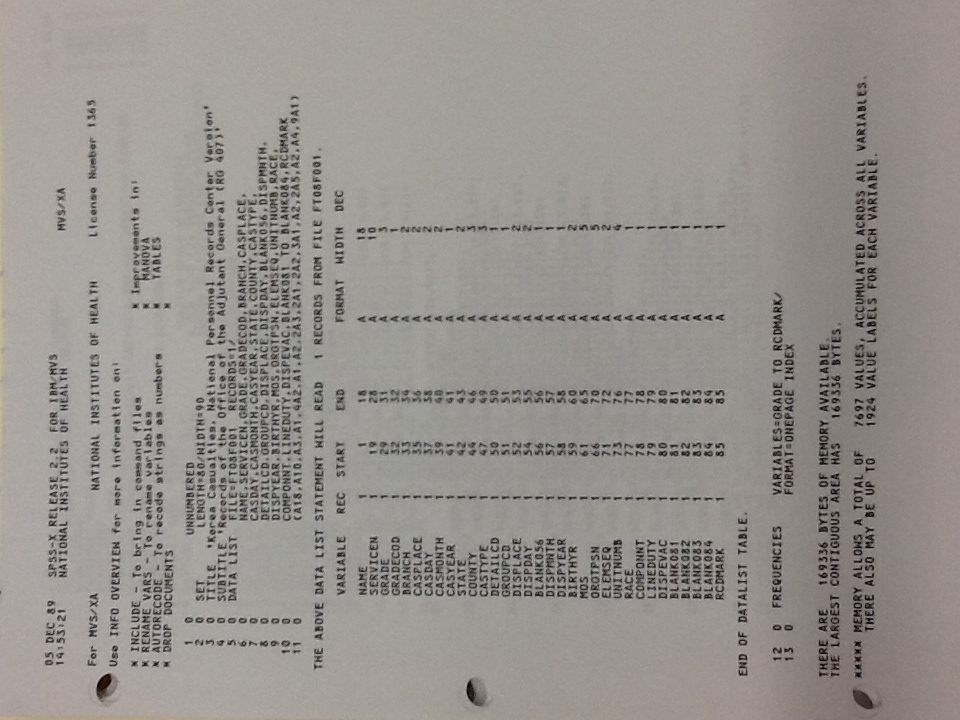 05 DEC 89 SPSS-X RELEASE 2.2 FOR IBM/MVS
14:53:21 NATIONAL INSTITUTES OF HEALTH MVS/XA
For MVS/XA NATIONAL INSTITUTES OF HEALTH License Number 1365
Use INFO OVERVIEW for more information on:
* INCLUDE - To bring in command files * Improvements in:
* RENAME VARS - To rename variables * MANOVA
* AUTORECODE - To recode strings as numbers * TABLES
* DROP DOCUMENTS *
1 0 UNNUMBERED
2 0 SET LENGTH=80/WIDTH=90
3 0 TITLE 'Korea Casualties, National Personnel Records Center Version'
4 0 SUBTITLE 'Records of the Office of the Adjutant General (RG 407)'
5 0 DATA LIST FILE=FT08F001 RECORDS=1/
6 0 NAME,SERVICEN,GRADE,GRADECOD,BRANCH,CASPLACE,
7 0 CASDAY,CASMONTH,CASYEAR,STATE,COUNTY,CASTYPE,
8 0 DETAILCD,GROUPCD,DISPLACE,DISPDAY,BLANK056,DISPMNTH,
9 0 DISPYEAR,BIRTHYR,MOS,ORGTPSN,ELEMSEQ,UNITNUMB,RACE,
10 0 COMPONNT,LINEDUTY,DISPEVAC,BLANK081 TO BLANK084,RCDMARK
11 0 (A18,A10,A3,A1,4A2,A1,A2,2A3,2A1,2A2,3A1,A2,2A5,A2,A4,9A1)
THE ABOVE DATA LIST STATEMENT WILL READ 1 RECORDS FROM FILE FT08F001.
VARIABLE REC START END FORMAT WIDTH DEC
NAME 1 1 18 A 18
SERVICEN 1 19 28 A 10
GRADE 1 29 31 A 3
GRADECOD 1 32 32 A 1
BRANCH 1 33 34 A 2
CASPLACE 1 35 36 A 2
CASDAY 1 37 38 A 2
CASMONTH 1 39 40 A 2
CASYEAR 1 41 41 A 1
STATE 1 42 43 A 2
COUNTY 1 44 46 A 3
CASTYPE 1 47 49 A 3
DETAILCD 1 50 50 A 1
GROUPCD 1 51 51 A 1
DISPLACE 1 52 53 A 2
DISPDAY 1 54 55 A 2
BLANK056 1 56 56 A 1
DISPMNTH 1 57 57 A 1
DISPYEAR 1 58 58 A 1
BIRTHYR 1 59 60 A 2
MOS 1 61 65 A 5
ORGTPSN 1 66 70 A 5
ELEMSEQ 1 71 72 A 2
UNITNUMB 1 73 76 A 4
RACE 1 77 77 A 1
COMPONNT 1 78 78 A 1
LINEDUTY 1 79 79 A 1
DISPEVAC 1 80 80 A 1
BLANK081 1 81 81 A 1
BLANK082 1 82 82 A 1
BLANK083 1 83 83 A 1
BLANK084 1 84 84 A 1
RCDMARK 1 85 85 A 1
END OF DATALIST TABLE.
12 0 FREQUENCIES VARIABLES=GRADE TO RCDMARK/
13 0 FORMAT=ONEPAGE INDEX
THERE ARE 169336 BYTES OF MEMORY AVAILABLE.
THE LARGEST CONTIGUOUS AREA HAS 169336 BYTES.
***** MEMORY ALLOWS A TOTAL OF 7697 VALUES, ACCUMULATED ACROSS ALL VARIABLES.
THERE ALSO MAY BE UP TO 1924 VALUE LABELS FOR EACH VARIABLE.